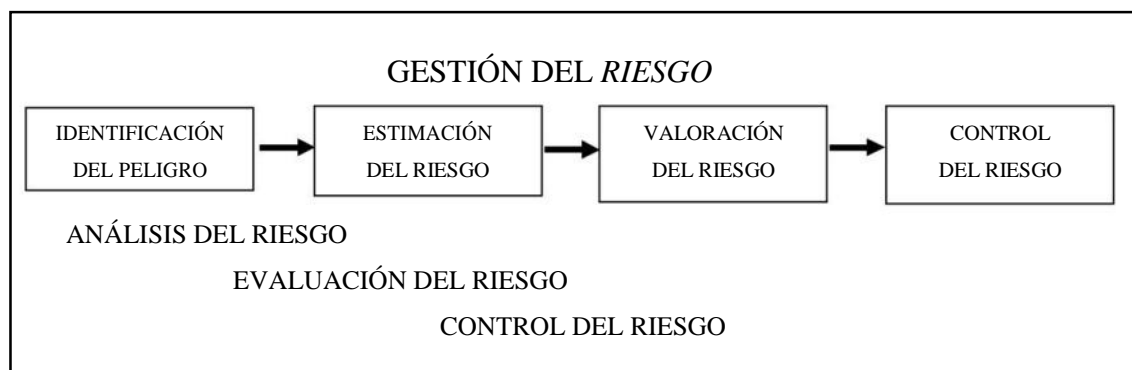 GESTIÓN DEL RIESGO
IDENTIFICACIÓN
DEL PELIGRO
ESTIMACIÓN
DEL RIESGO
VALORACIÓN
DEL RIESGO
CONTROL
DEL RIESGO
ANÁLISIS DEL RIESGO
EVALUACIÓN DEL RIESGO
CONTROL DEL RIESGO